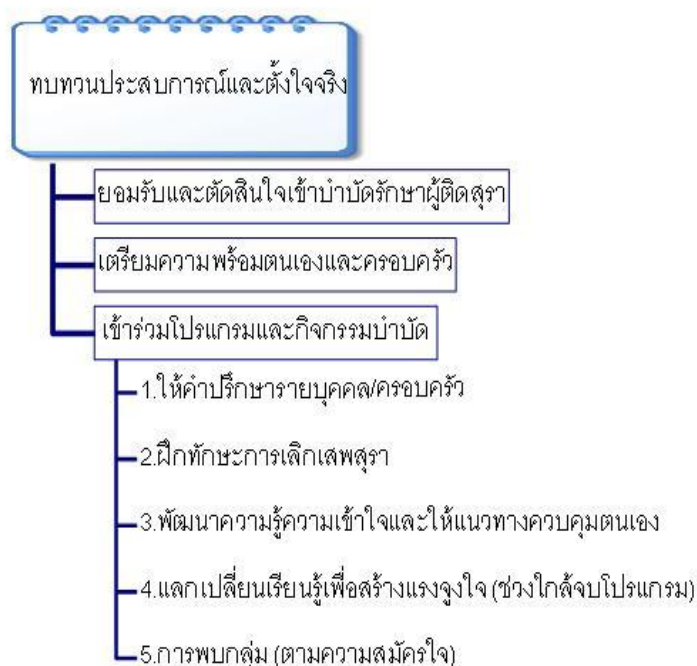 ทบทวนประสบการณ์และตั้งใจจริง
ยอมรับและตัดสินใจเข้าบำบัดรักษาผู้ติดสุรา
เตรียมความพร้อมตนเองและครอบครัว
เข้าร่วมโปรแกรมและกิจกรรมบำบัด
1.ให้คำปรึกษารายบุคคล/ครอบครัว
2.ฝึกทักษะการเลิกเสพสุรา
3.พัฒนาความรู้ความเข้าใจและให้แนวทางควบคุมตนเอง
4.แลกเปลี่ยนเรียนรู้เพื่อสร้างแรงจูงใจ (ช่วงใกล้จบโปรแกรม)
5.การพบกลุ่ม (ตามความสมัครใจ)